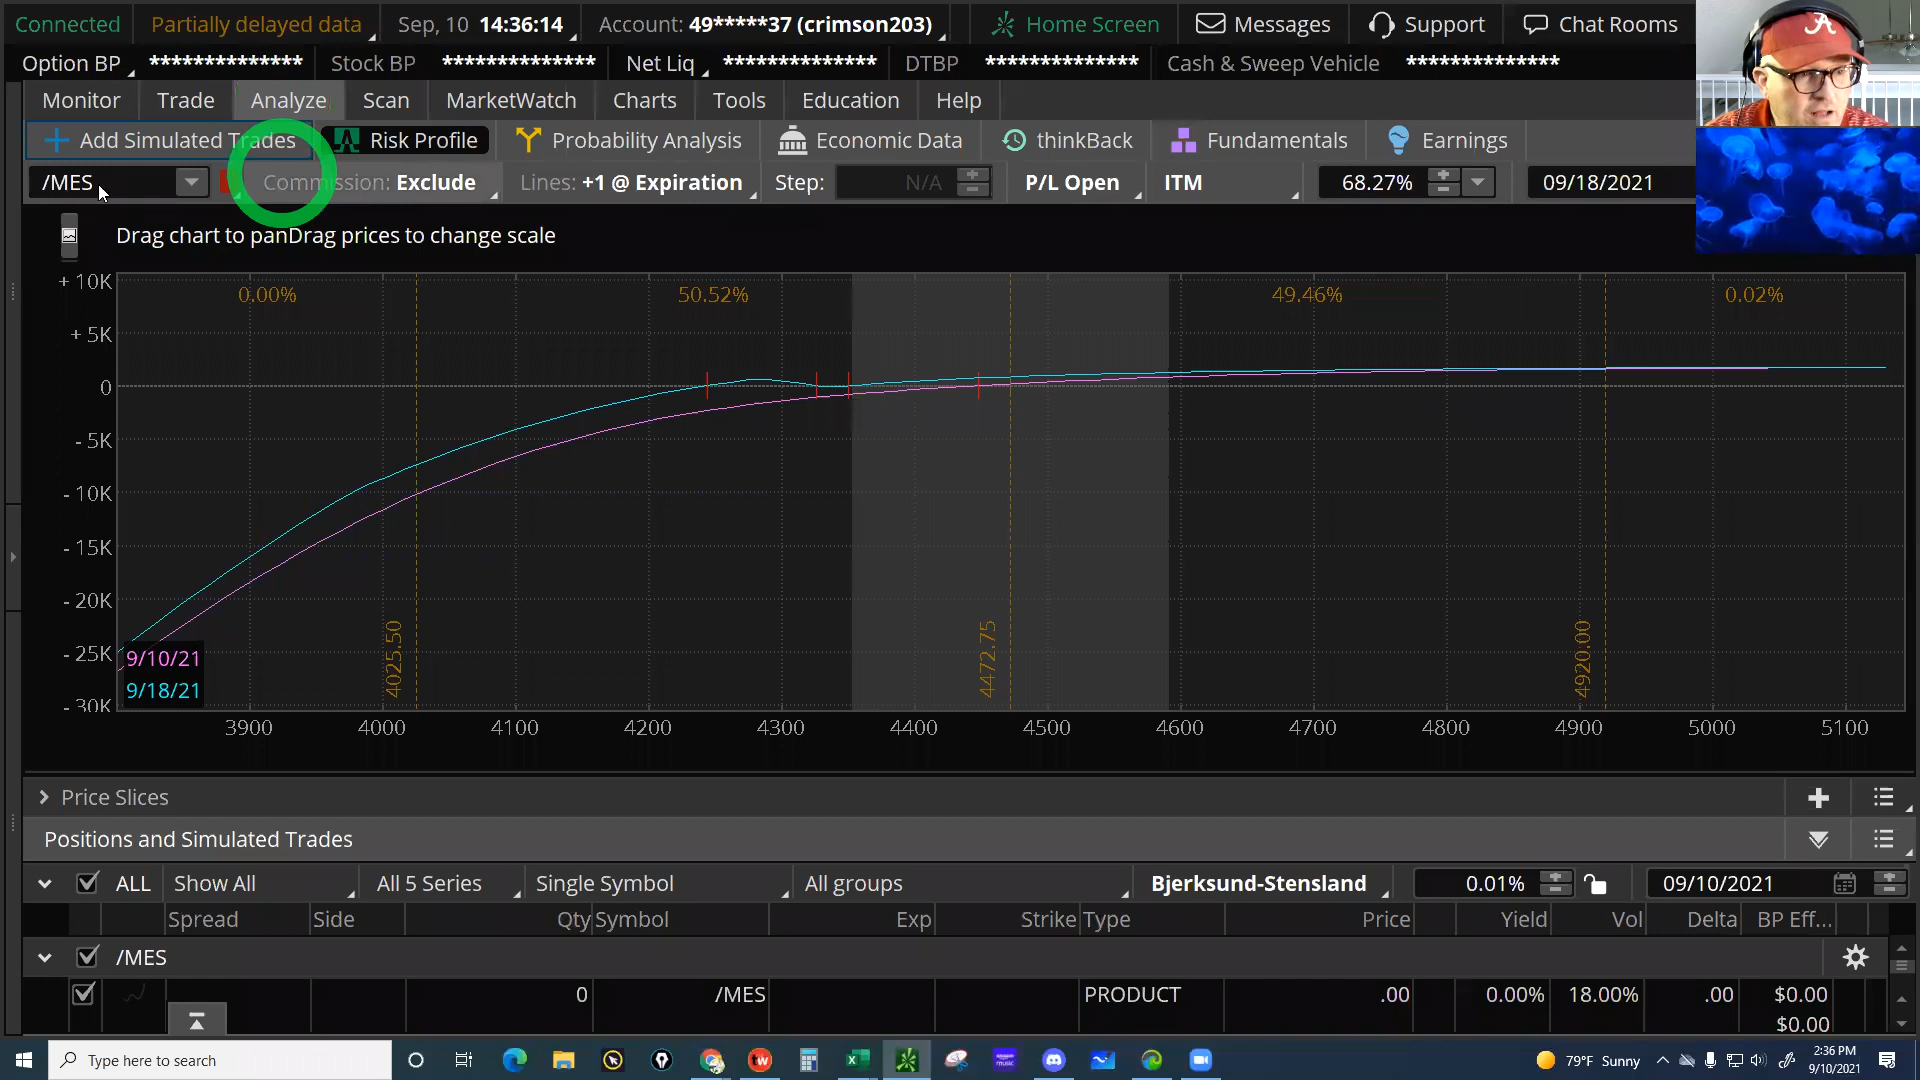 Connected Partially delayed data Sep, 10 14:36:14 Account: 49*****37 (crimson203) Home Screen Messages Support Chat Rooms
Option BP ************** Stock BP ************** Net Liq ************** DTBP ************** Cash & Sweep Vehicle **************
Monitor Trade Analyze Scan MarketWatch Charts Tools Education Help
Add Simulated Trades Risk Profile Probability Analysis Economic Data thinkBack Fundamentals Earnings
/MES Commission: Exclude Lines: +1 @ Expiration Step: N/A P/L Open ITM 68.27% 09/18/2021
Drag chart to panDrag prices to change scale
+ 10K 0.00% 50.52% 49.46% 0.02%
+ 5K
0
- 5K
- 10K
- 15K
- 20K
- 25K
- 30K
9/10/21
9/18/21
4025.50 4472.75 4920.00
3900 4000 4100 4200 4300 4400 4500 4600 4700 4800 4900 5000 5100
Price Slices
Positions and Simulated Trades
ALL Show All All 5 Series Single Symbol All groups Bjerksund-Stensland 0.01% 09/10/2021
Spread Side Qty Symbol Exp Strike Type Price Yield Vol Delta BP Eff...
/MES
0 /MES PRODUCT .00 0.00% 18.00% .00 $0.00
$0.00
Type here to search 79°F Sunny 2:36 PM
9/10/2021